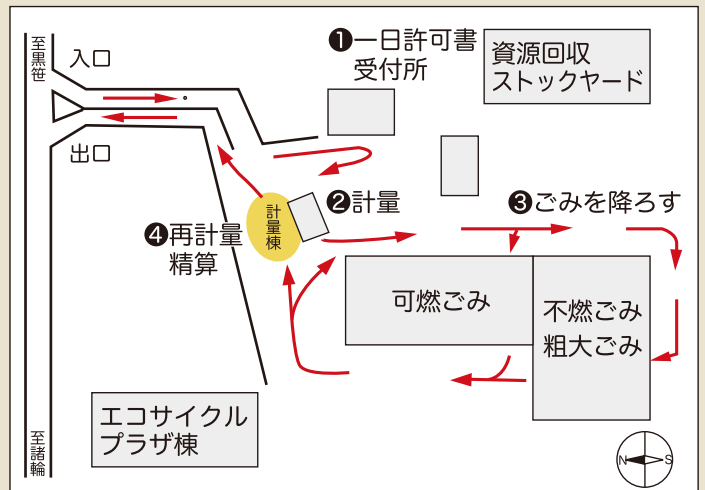 至黒笹
入口
❶一日許可書
受付所
資源回収
ストックヤード
出口
計量棟
❷計量
❸ごみを降ろす
❹再計量
精算
可燃ごみ
不燃ごみ
粗大ごみ
エコサイクル
プラザ棟
至諸輪
N S